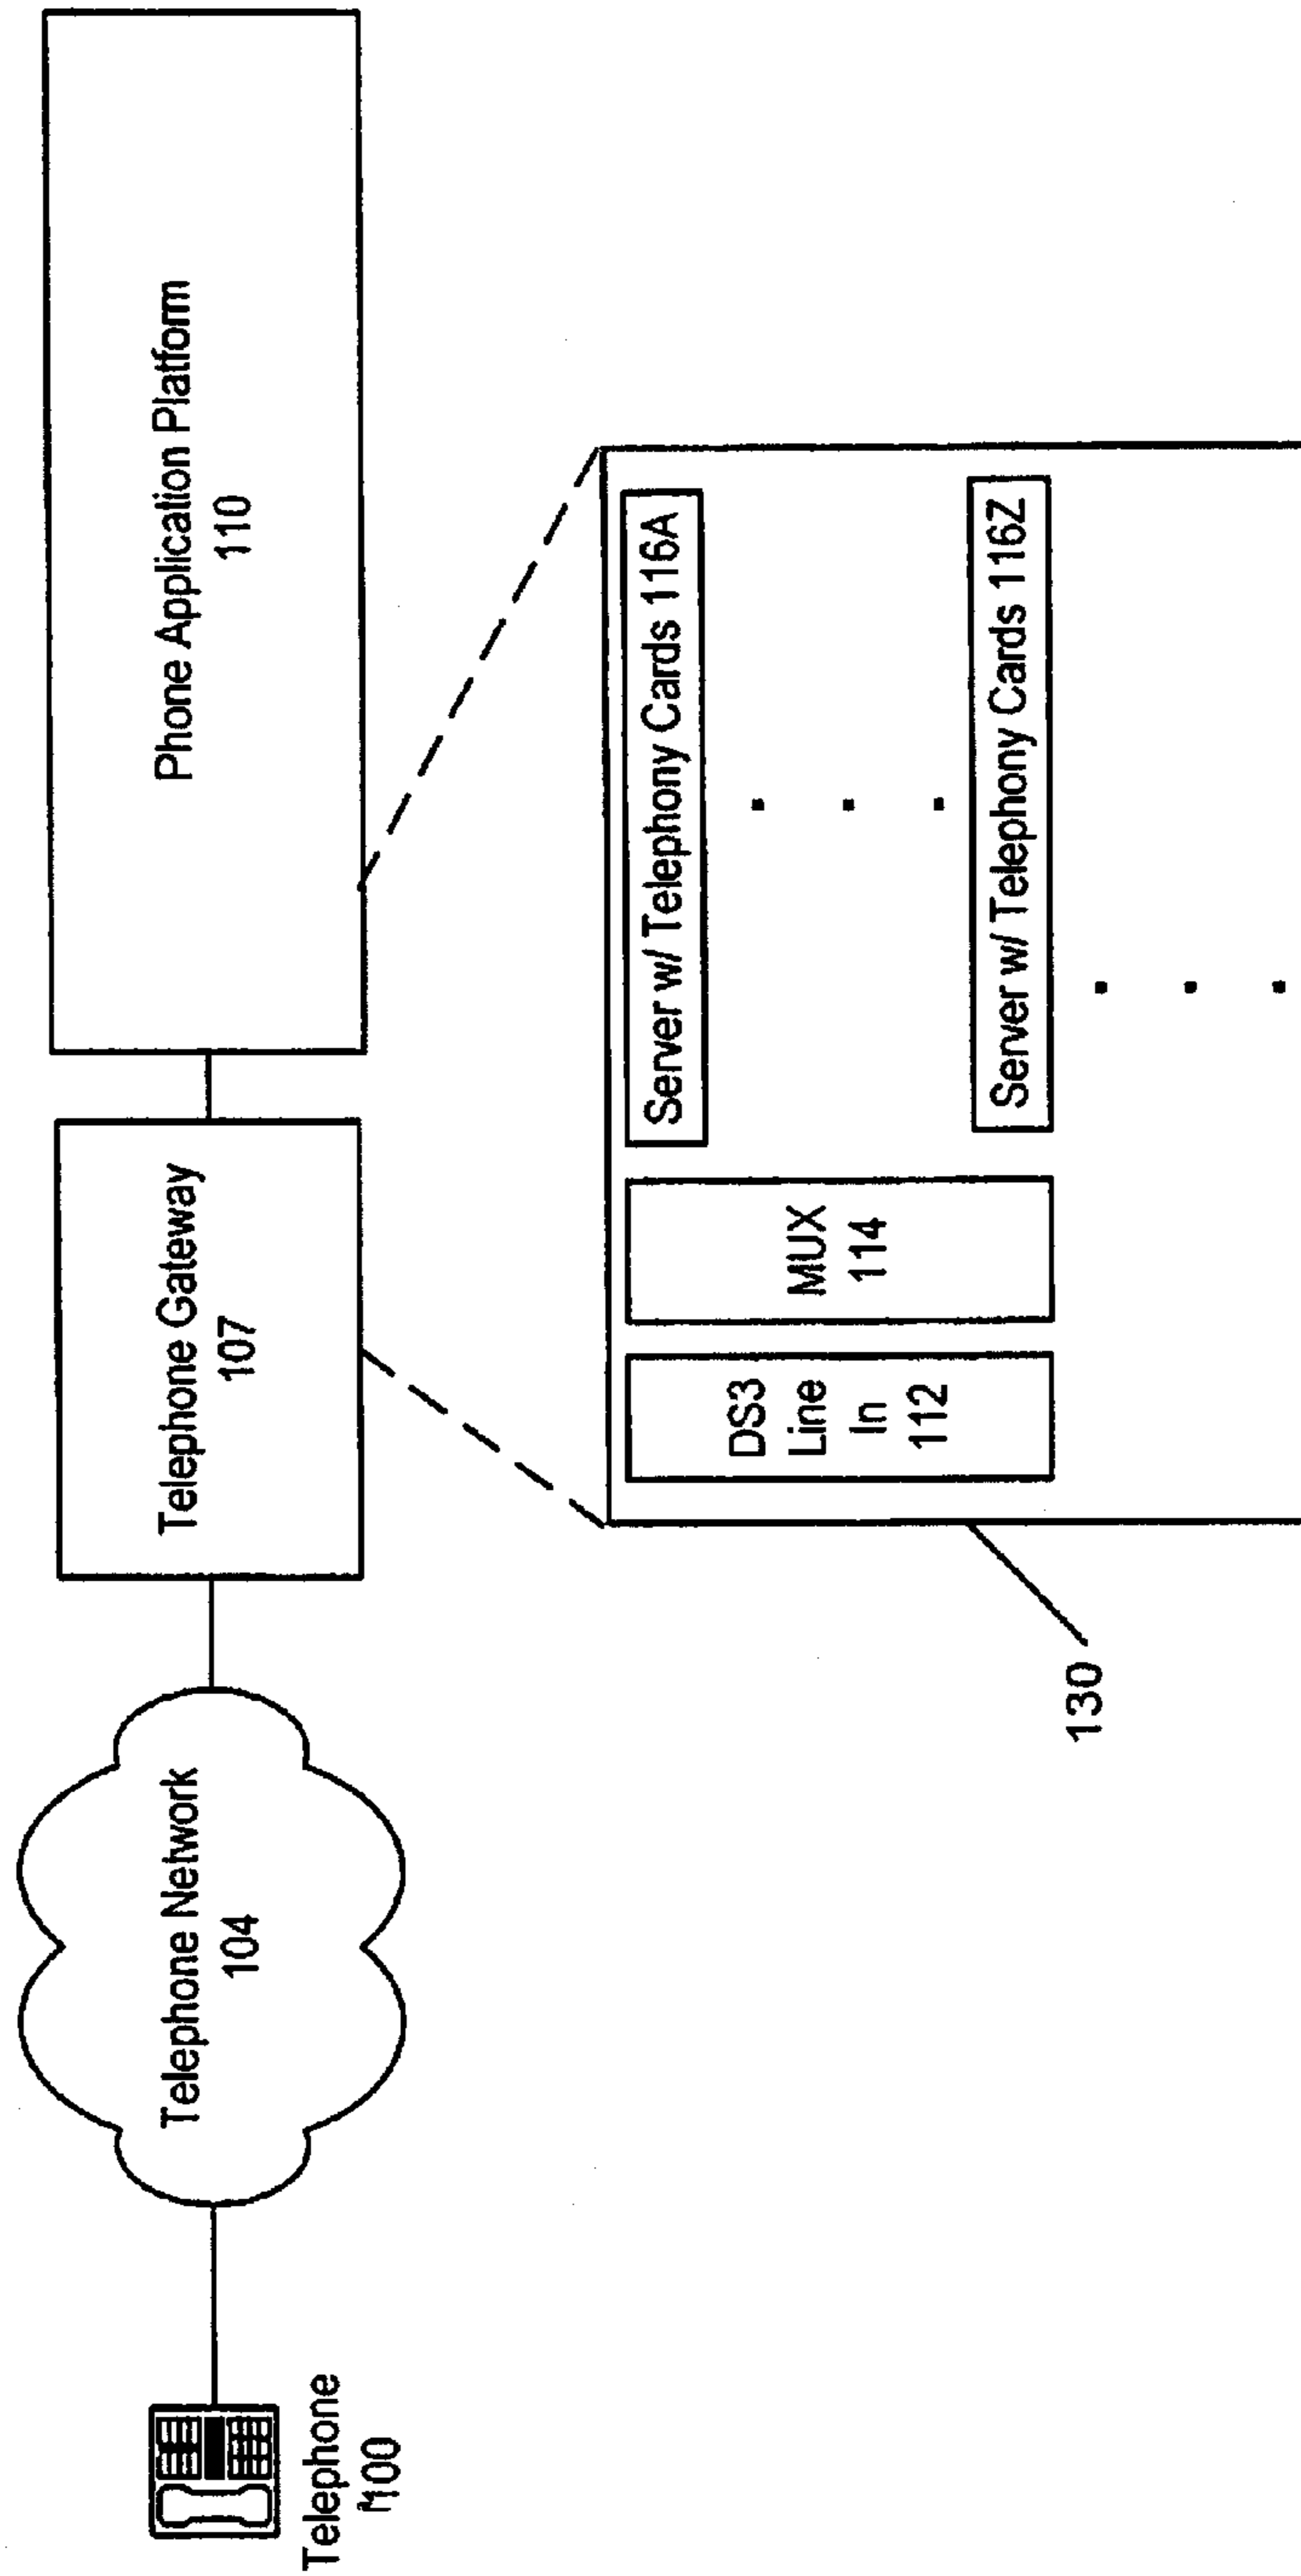 Telephone
100
Telephone Network
104
Telephone Gateway
107
Phone Application Platform
110
130
DS3
Line
In
112
MUX
114
Server w/ Telephony Cards 116A
Server w/ Telephony Cards 116Z